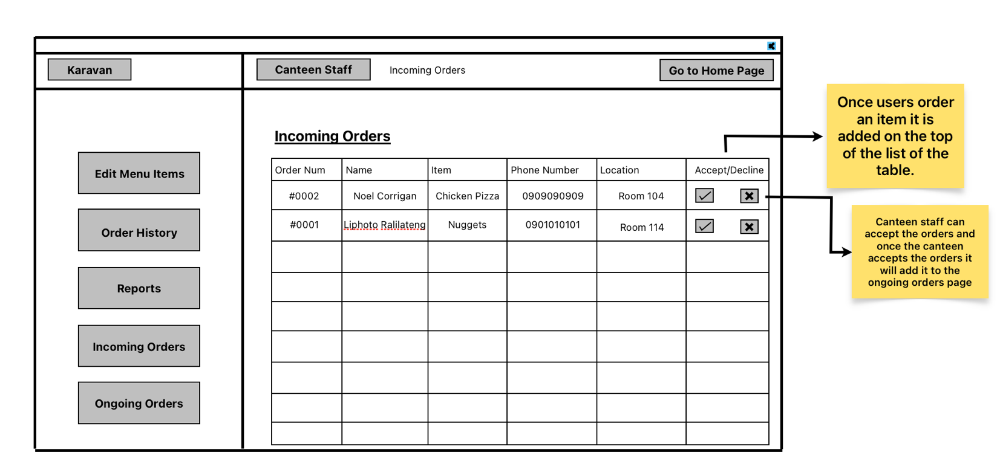 Karavan
Canteen Staff
Incoming Orders
Go to Home Page
Edit Menu Items
Order History
Reports
Incoming Orders
Ongoing Orders
Incoming Orders
Order Num Name Item Phone Number Location Accept/Decline
#0002 Noel Corrigan Chicken Pizza 0909090909 Room 104
#0001 Liphoto Ralilateng Nuggets 0901010101 Room 114
Once users order
an item it is
added on the top
of the list of the
table.
Canteen staff can
accept the orders and
once the canteen
accepts the orders it
will add it to the
ongoing orders page